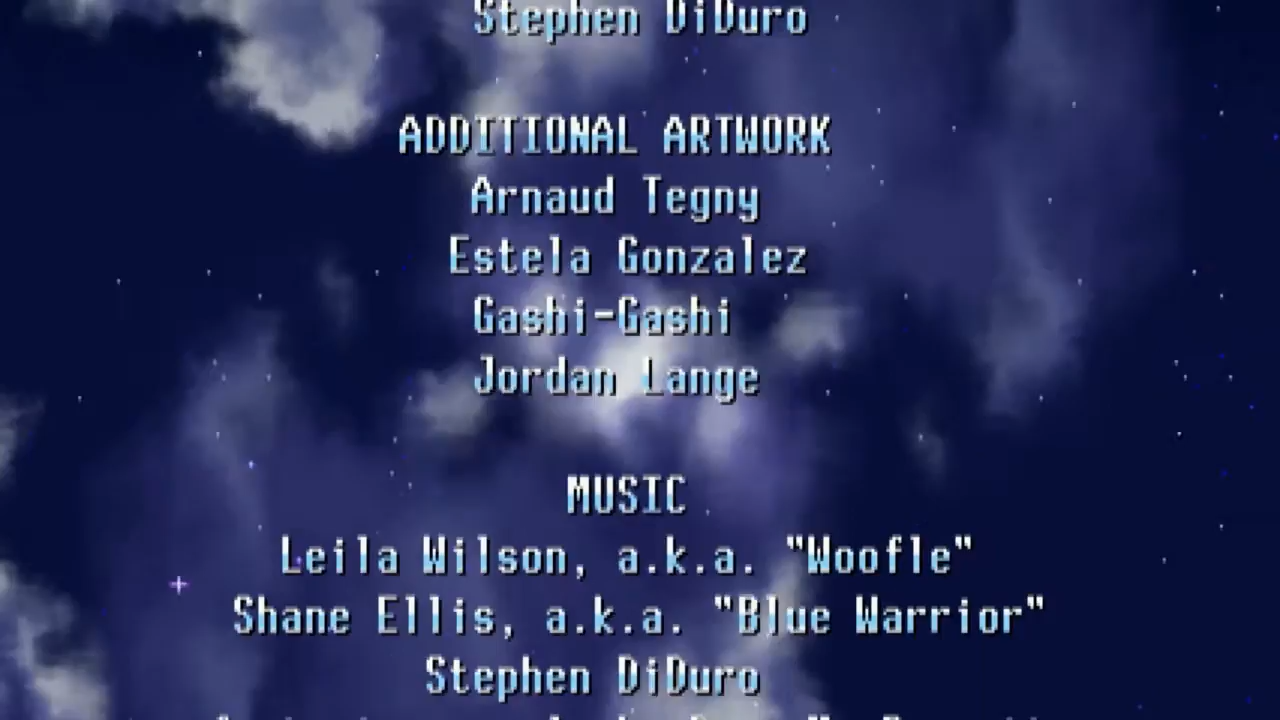 Stephen DiDuro
ADDITIONAL ARTWORK
Arnaud Tegny
Estela Gonzalez
Gashi-Gashi
Jordan Lange
MUSIC
Leila Wilson, a.k.a. "Woofle"
Shane Ellis, a.k.a. "Blue Warrior"
Stephen DiDuro